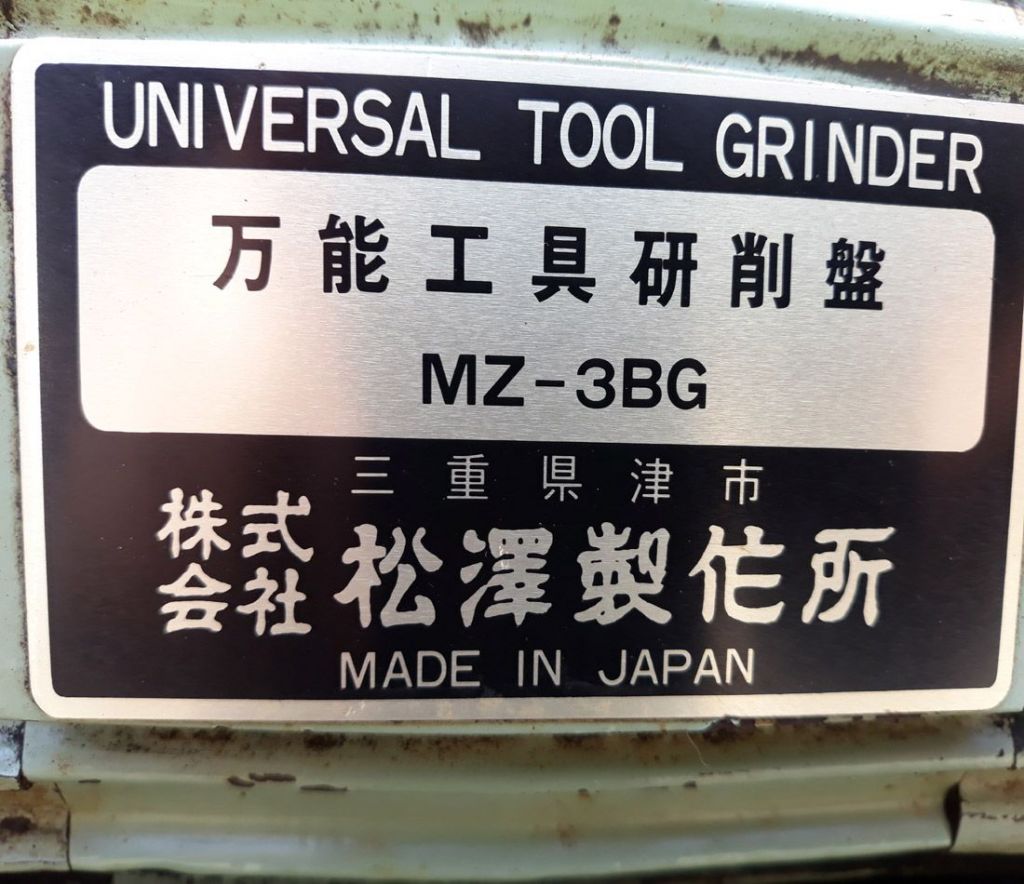 UNIVERSAL TOOL GRINDER
万能工具研削盤
MZ-3BG
三重県津市
株式会社 松澤製作所
MADE IN JAPAN